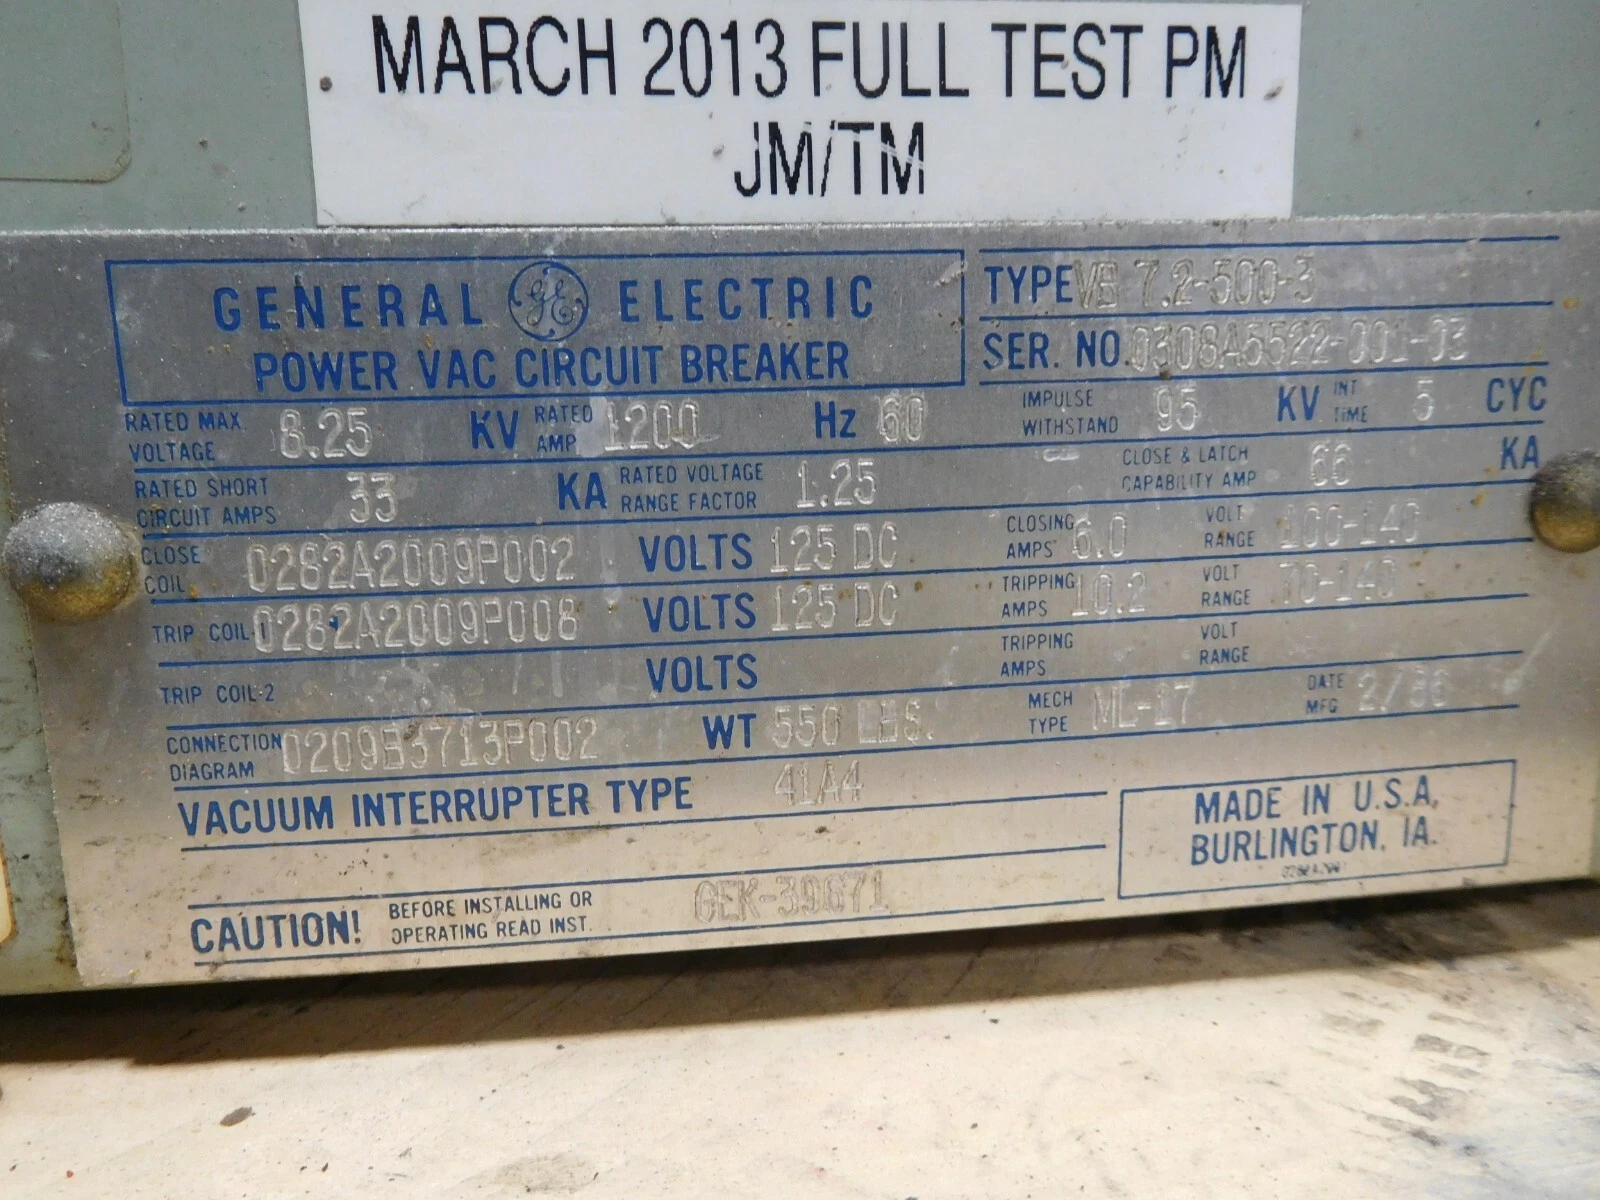 MARCH 2013 FULL TEST PM
JM/TM
GENERAL GE ELECTRIC
POWER VAC CIRCUIT BREAKER
TYPE VB 7.2-500-3
SER. NO. 0308A5522-001-03
RATED MAX. VOLTAGE 8.25 KV RATED AMP 1200 Hz 60 IMPULSE WITHSTAND 95 KV INT TIME 5 CYC
RATED SHORT CIRCUIT AMPS 33 KA RATED VOLTAGE RANGE FACTOR 1.25 CLOSE & LATCH CAPABILITY AMP 66 KA
CLOSE COIL 0282A2009P002 VOLTS 125 DC CLOSING AMPS 6.0 VOLT RANGE 100-140
TRIP COIL-1 0282A2009P008 VOLTS 125 DC TRIPPING AMPS 10.2 VOLT RANGE 70-140
TRIP COIL-2 VOLTS TRIPPING AMPS VOLT RANGE
CONNECTION DIAGRAM 0209B3713P002 WT 550 LBS. MECH TYPE ML-17 DATE MFG 2/86
VACUUM INTERRUPTER TYPE 41A4
MADE IN U.S.A.
BURLINGTON, IA.
CAUTION! BEFORE INSTALLING OR OPERATING READ INST. GEK-39671